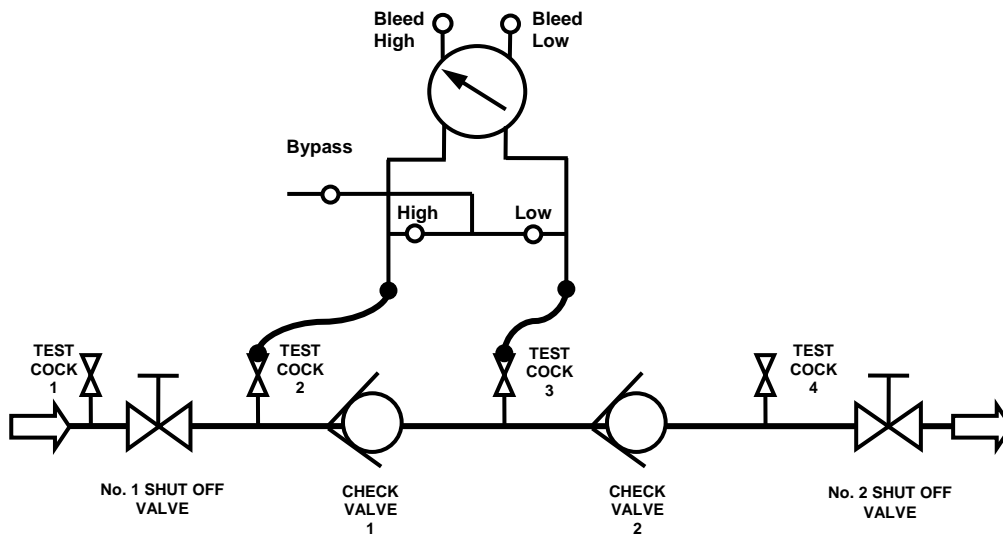 Bleed
High
Bleed
Low
Bypass
High
Low
TEST
COCK
1
TEST
COCK
2
TEST
COCK
3
TEST
COCK
4
No. 1 SHUT OFF
VALVE
CHECK
VALVE
1
CHECK
VALVE
2
No. 2 SHUT OFF
VALVE